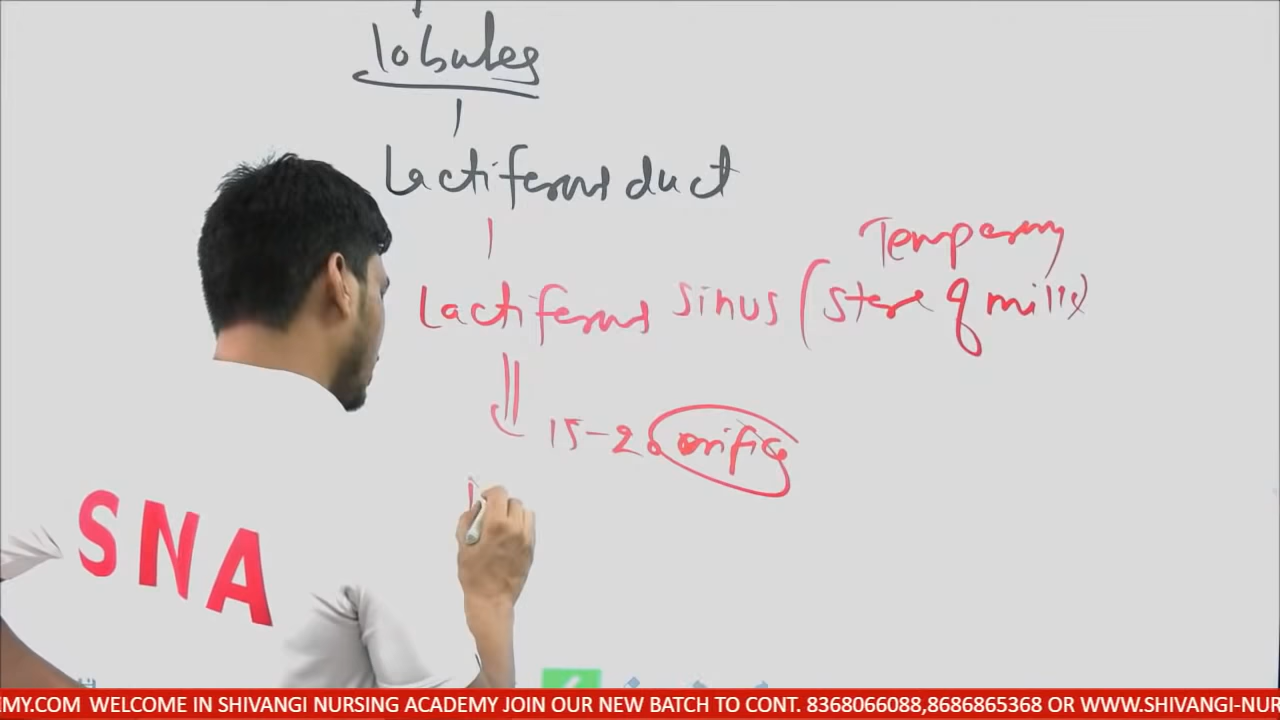 lobules
Lactiferous duct
Temporary
Lactiferous sinus (store of milk)
15-20 orifice
SNA
MY.COM WELCOME IN SHIVANGI NURSING ACADEMY JOIN OUR NEW BATCH TO CONT. 8368066088,8686865368 OR WWW.SHIVANGI-NUR